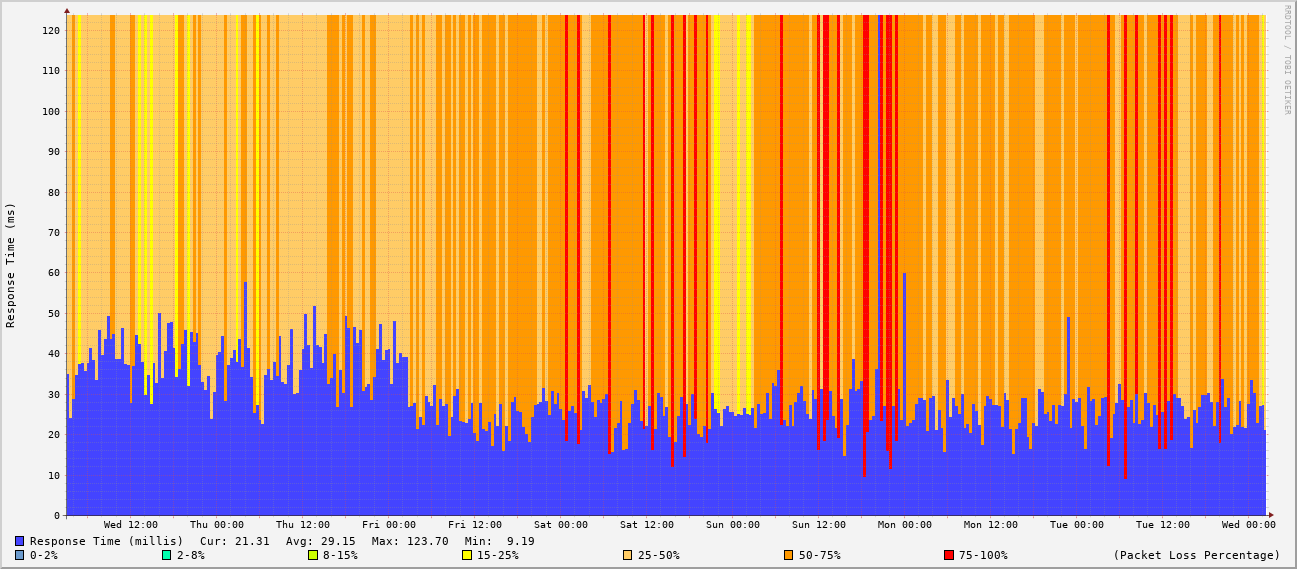 RRDTOOL / TOBI OETIKER
Response Time (ms)
120
110
100
90
80
70
60
50
40
30
20
10
0
Wed 12:00 Thu 00:00 Thu 12:00 Fri 00:00 Fri 12:00 Sat 00:00 Sat 12:00 Sun 00:00 Sun 12:00 Mon 00:00 Mon 12:00 Tue 00:00 Tue 12:00 Wed 00:00
Response Time (millis) Cur: 21.31 Avg: 29.15 Max: 123.70 Min: 9.19
0-2% 2-8% 8-15% 15-25% 25-50% 50-75% 75-100% (Packet Loss Percentage)